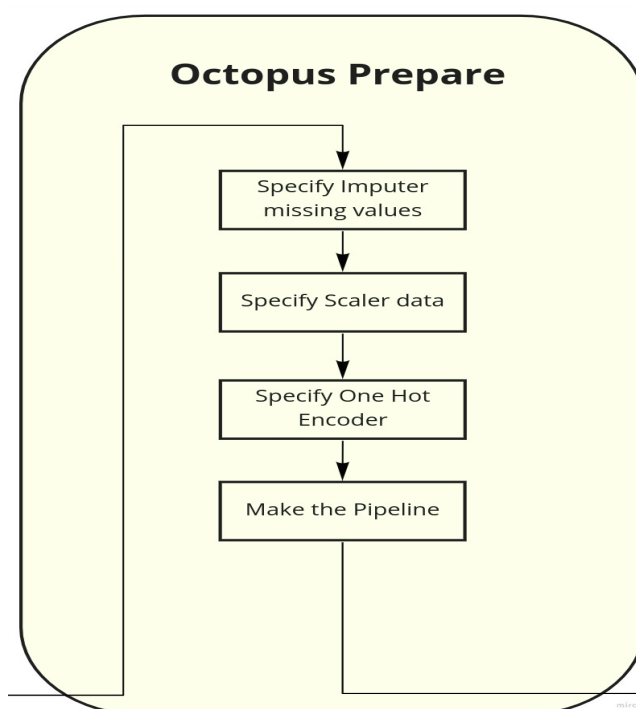 Octopus Prepare
Specify Imputer
missing values
Specify Scaler data
Specify One Hot
Encoder
Make the Pipeline